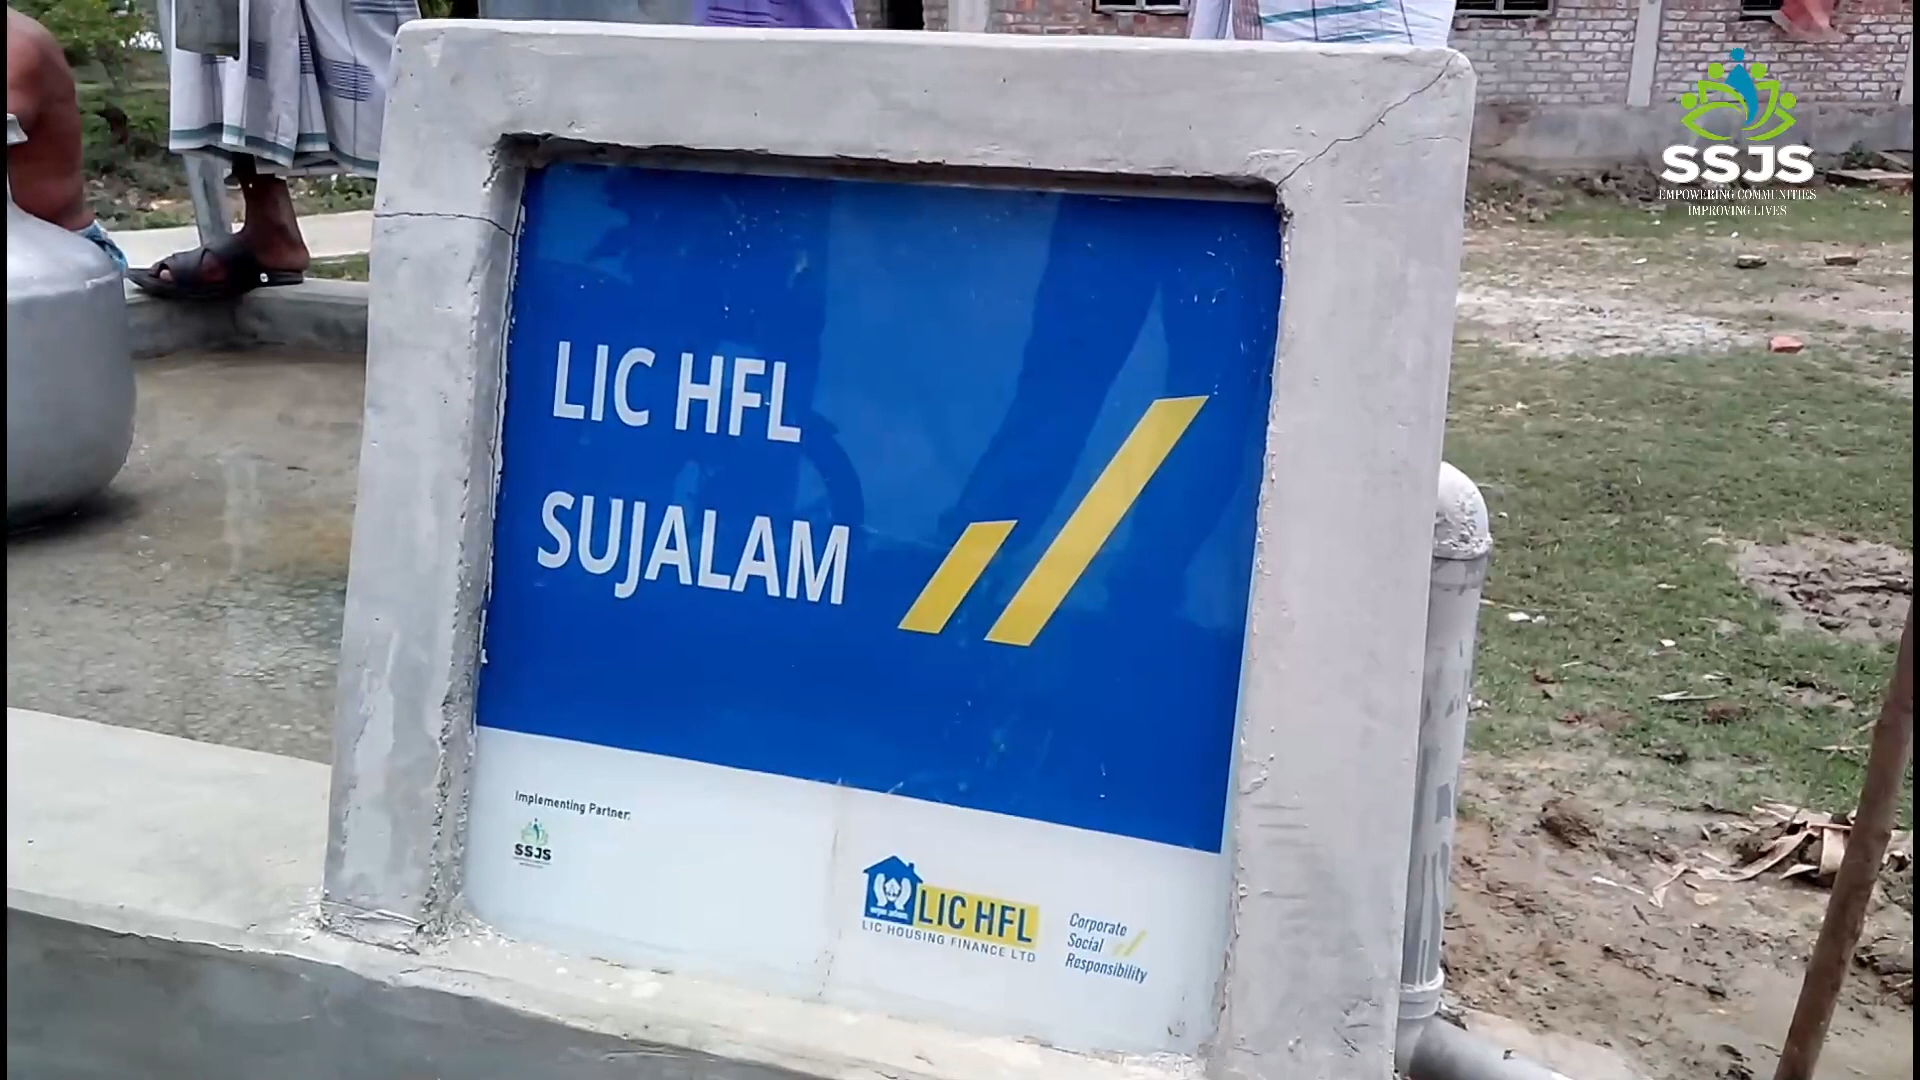 SSJS
EMPOWERING COMMUNITIES
IMPROVING LIVES
LIC HFL
SUJALAM
Implementing Partner:
SSJS
LIC HFL
LIC HOUSING FINANCE LTD
Corporate
Social
Responsibility